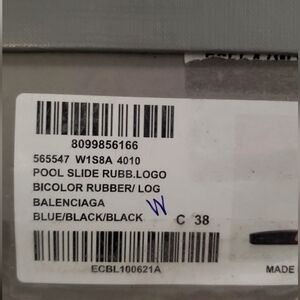 8099856166
565547 W1S8A 4010
POOL SLIDE RUBB.LOGO
BICOLOR RUBBER/ LOG
BALENCIAGA
BLUE/BLACK/BLACK W C 38
MADE
ECBL100621A